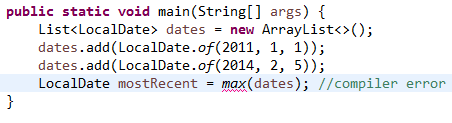 public static void main(String[] args) {
List<LocalDate> dates = new ArrayList<>();
dates.add(LocalDate.of(2011, 1, 1));
dates.add(LocalDate.of(2014, 2, 5));
LocalDate mostRecent = max(dates); //compiler error
}